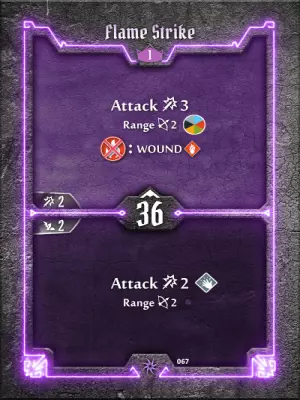 Flame Strike
1
Attack 3
Range 2
: WOUND
2
36
2
Attack 2
Range 2
067